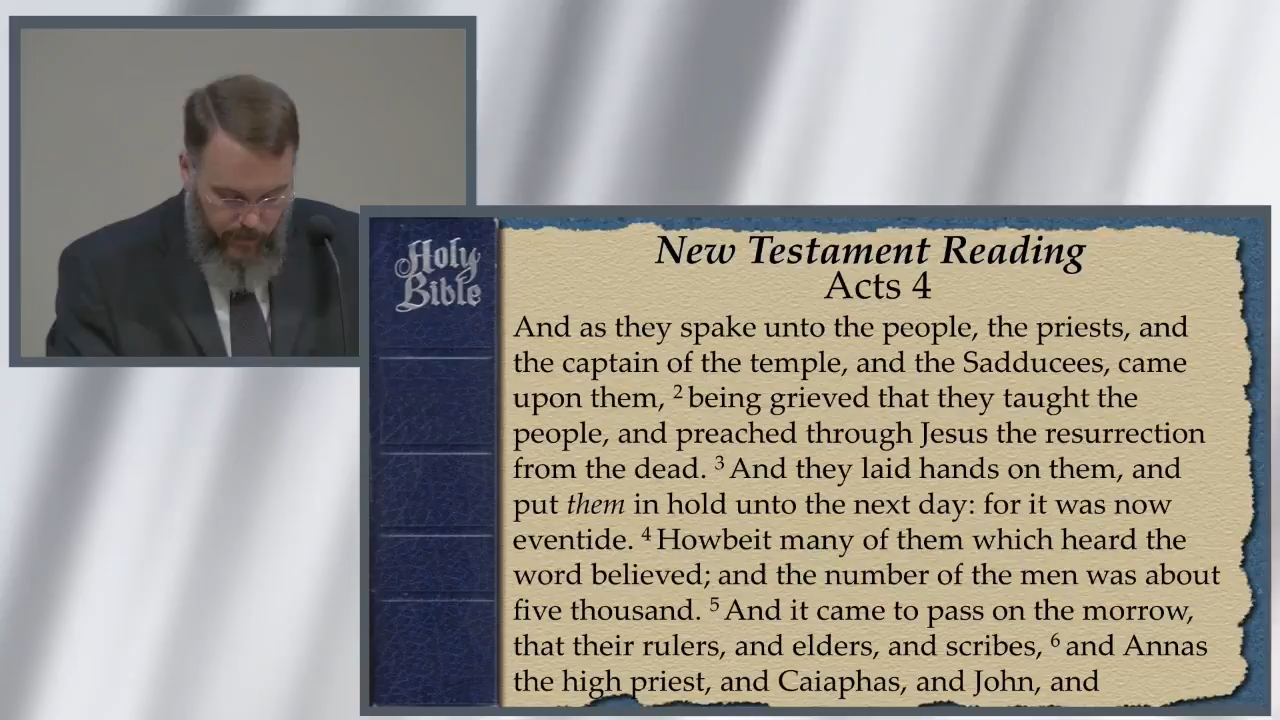 Holy
Bible
New Testament Reading
Acts 4
And as they spake unto the people, the priests, and
the captain of the temple, and the Sadducees, came
upon them, ² being grieved that they taught the
people, and preached through Jesus the resurrection
from the dead. ³ And they laid hands on them, and
put them in hold unto the next day: for it was now
eventide. ⁴ Howbeit many of them which heard the
word believed; and the number of the men was about
five thousand. ⁵ And it came to pass on the morrow,
that their rulers, and elders, and scribes, ⁶ and Annas
the high priest, and Caiaphas, and John, and